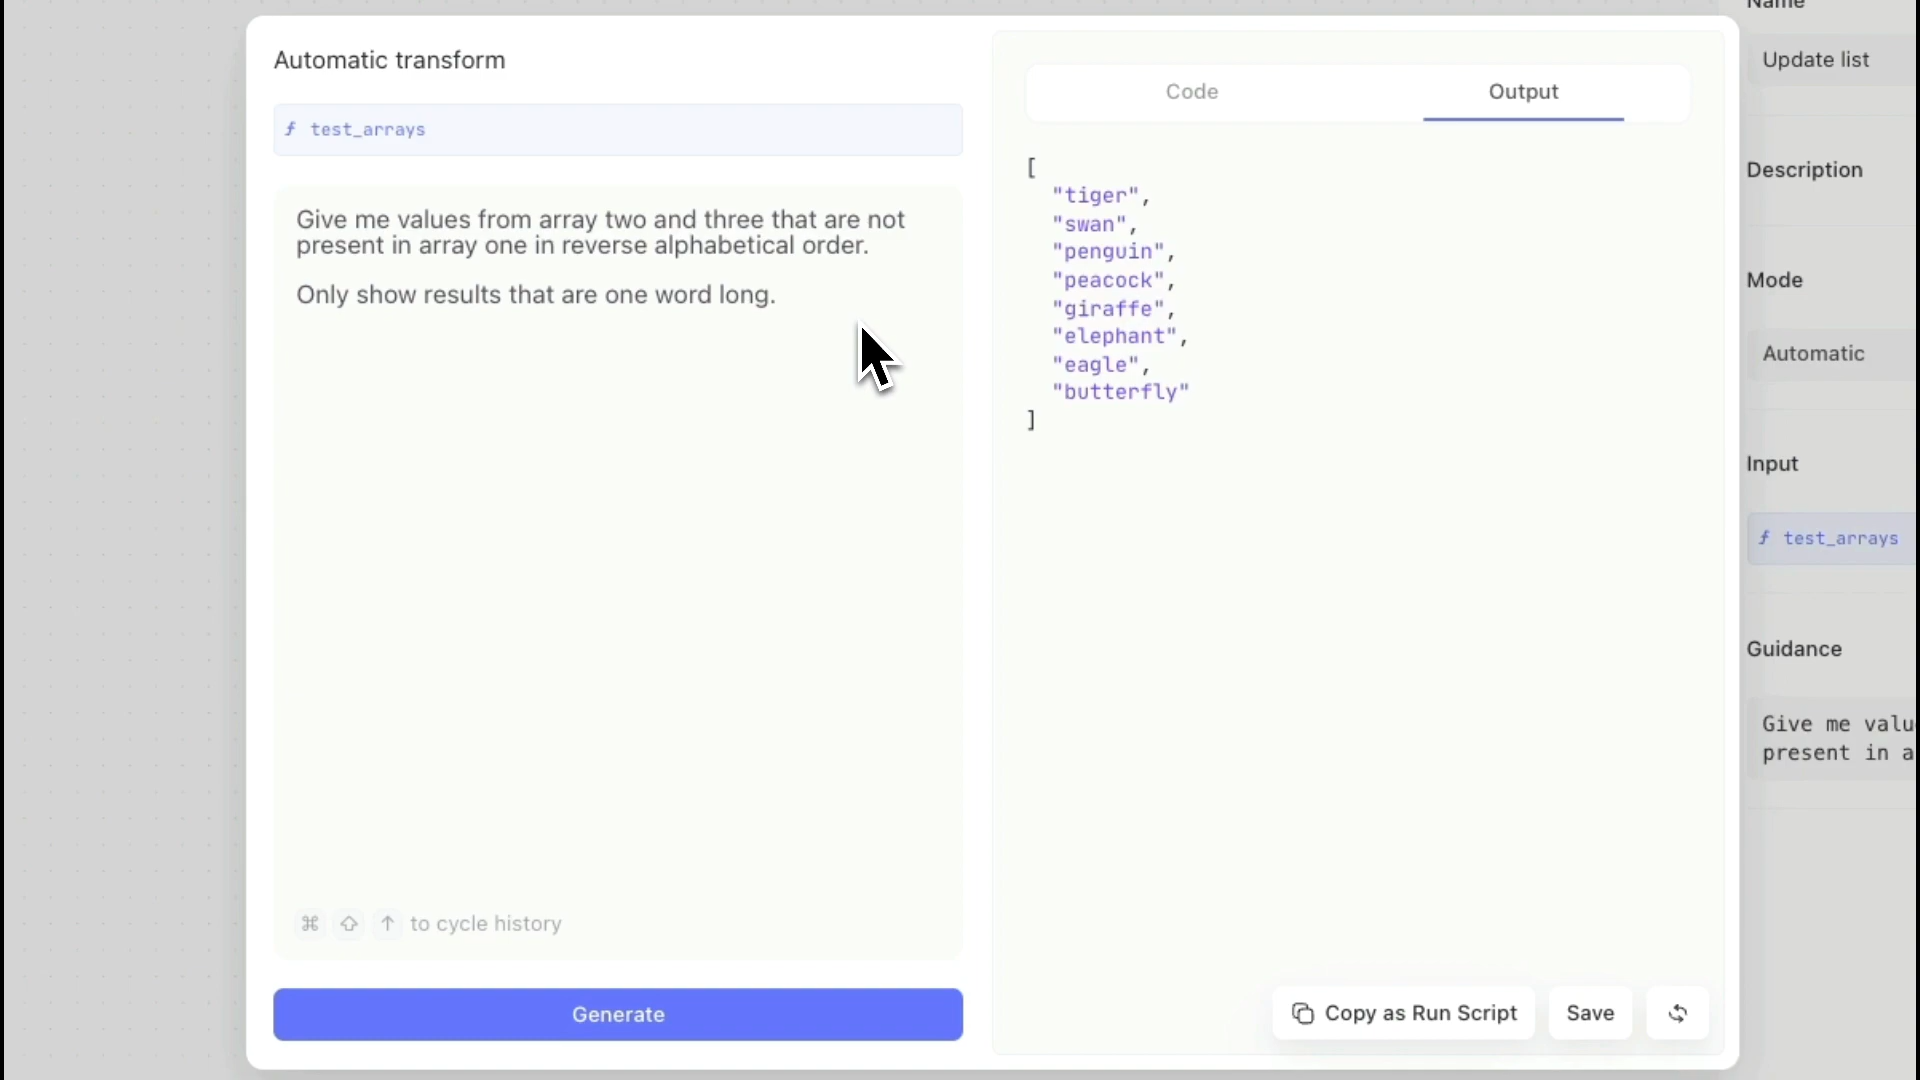 Automatic transform
f test_arrays
Give me values from array two and three that are not
present in array one in reverse alphabetical order.
Only show results that are one word long.
⌘ ⇧ ↑ to cycle history
Generate
Code Output
[
"tiger",
"swan",
"penguin",
"peacock",
"giraffe",
"elephant",
"eagle",
"butterfly"
]
Copy as Run Script Save
Name
Update list
Description
Mode
Automatic
Input
f test_arrays
Guidance
Give me valu
present in a